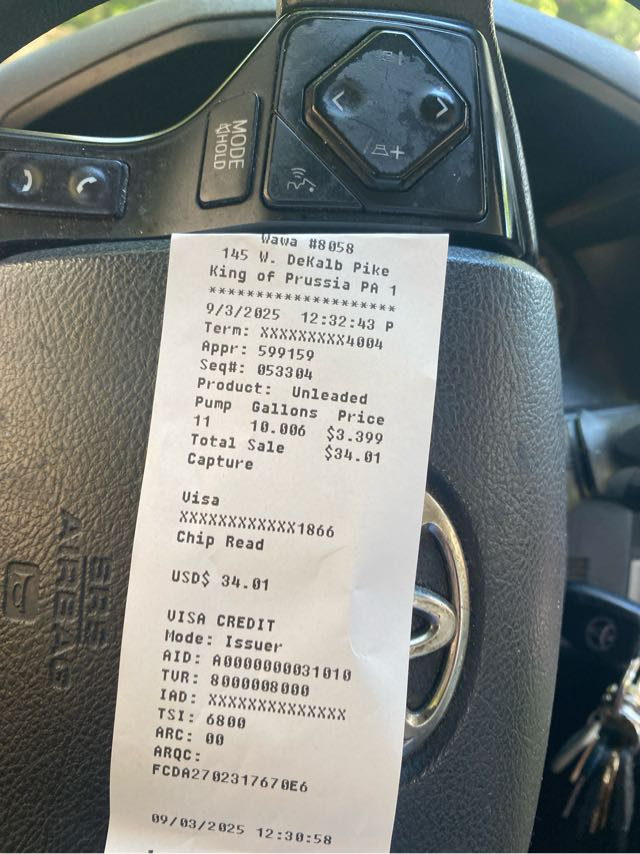 MODE
HOLD
+
Wawa #8058
145 W. DeKalb Pike
King of Prussia PA 1
********************
9/3/2025 12:32:43 P
Term: XXXXXXXXX4004
Appr: 599159
Seq#: 053304
Product: Unleaded
Pump Gallons Price
11 10.006 $3.399
Total Sale $34.01
Capture
Visa
XXXXXXXXXXXX1866
Chip Read
USD$ 34.01
VISA CREDIT
Mode: Issuer
AID: A0000000031010
TVR: 8000008000
IAD: XXXXXXXXXXXXXX
TSI: 6800
ARC: 00
ARQC:
FCDA2702317670E6
09/03/2025 12:30:58
SRS
AIRBAG